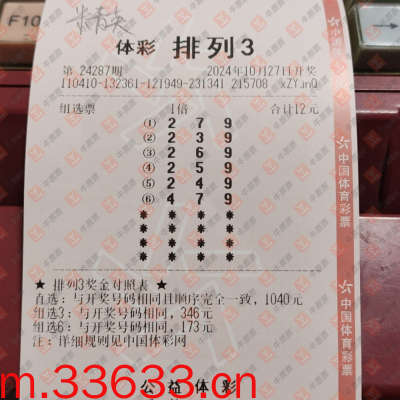 F10
体彩 排列3
第 24287期 2024年10月27日开奖
110410-132361-121949-231341 215708 kZYJnQ
组选票 1倍 合计12元
① 2 7 9
② 2 3 9
③ 2 6 9
④ 2 5 9
⑤ 2 4 9
⑥ 4 7 9
* * * *
* * * *
* * * *
* * * *
★ 排列3奖金对照表 ★
直选：与开奖号码相同且顺序完全一致，1040元
组选3：与开奖号码相同，346元
组选6：与开奖号码相同，173元
注：详细规则见中国体彩网
公益体彩
中国体育彩票
中国体育彩票
m.33633.cn